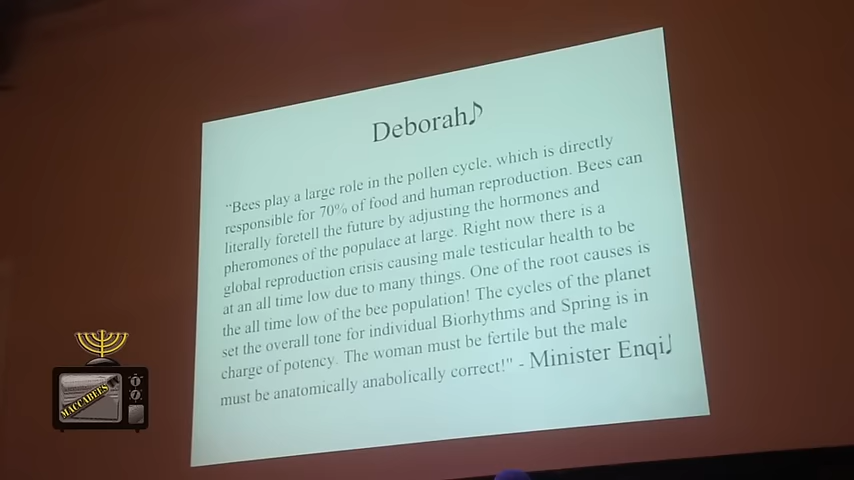 Deborah♪
"Bees play a large role in the pollen cycle, which is directly
responsible for 70% of food and human reproduction. Bees can
literally foretell the future by adjusting the hormones and
pheromones of the populace at large. Right now there is a
global reproduction crisis causing male testicular health to be
at an all time low due to many things. One of the root causes is
the all time low of the bee population! The cycles of the planet
set the overall tone for individual Biorhythms and Spring is in
charge of potency. The woman must be fertile but the male
must be anatomically anabolically correct!" - Minister Enqi♩
MACCABEES TV